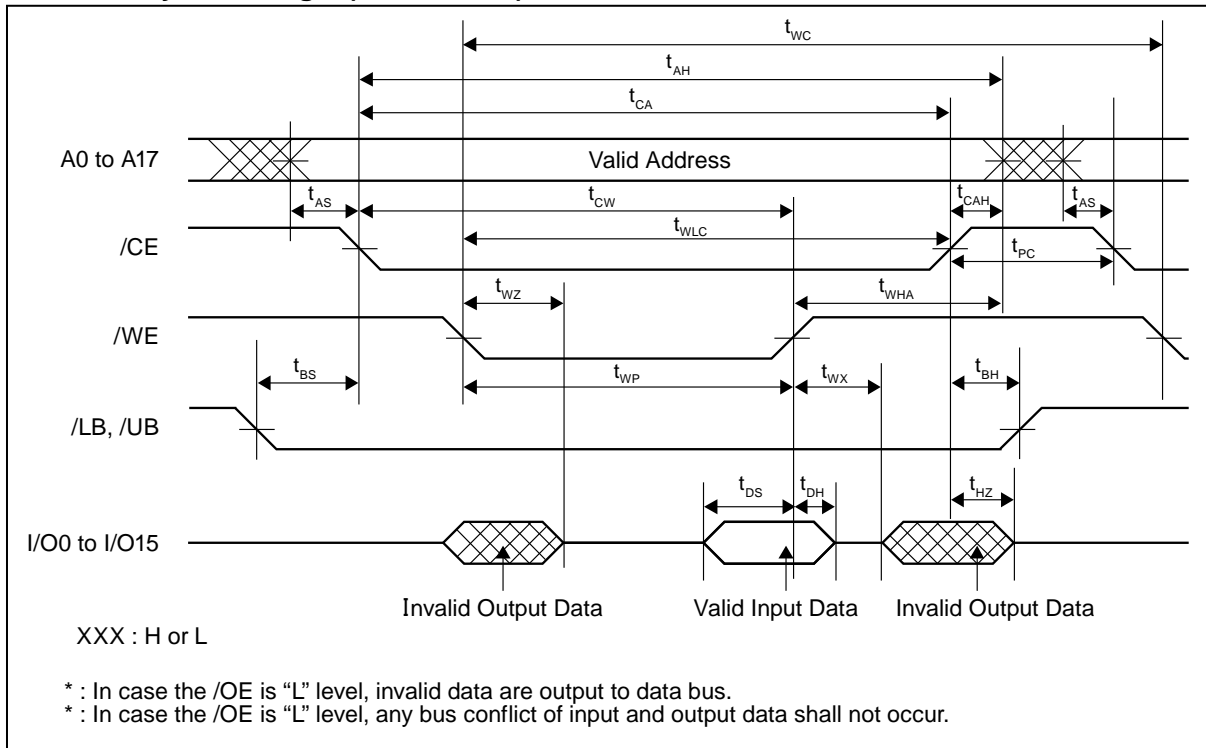 tWC
tAH
tCA
A0 to A17
Valid Address
tAS
tCW
tCAH
tAS
/CE
tWLC
tPC
tWZ
tWHA
/WE
tBS
tWP
tWX
tBH
/LB, /UB
tDS
tDH
tHZ
I/O0 to I/O15
Invalid Output Data
Valid Input Data
Invalid Output Data
XXX : H or L
* : In case the /OE is “L” level, invalid data are output to data bus.
* : In case the /OE is “L” level, any bus conflict of input and output data shall not occur.